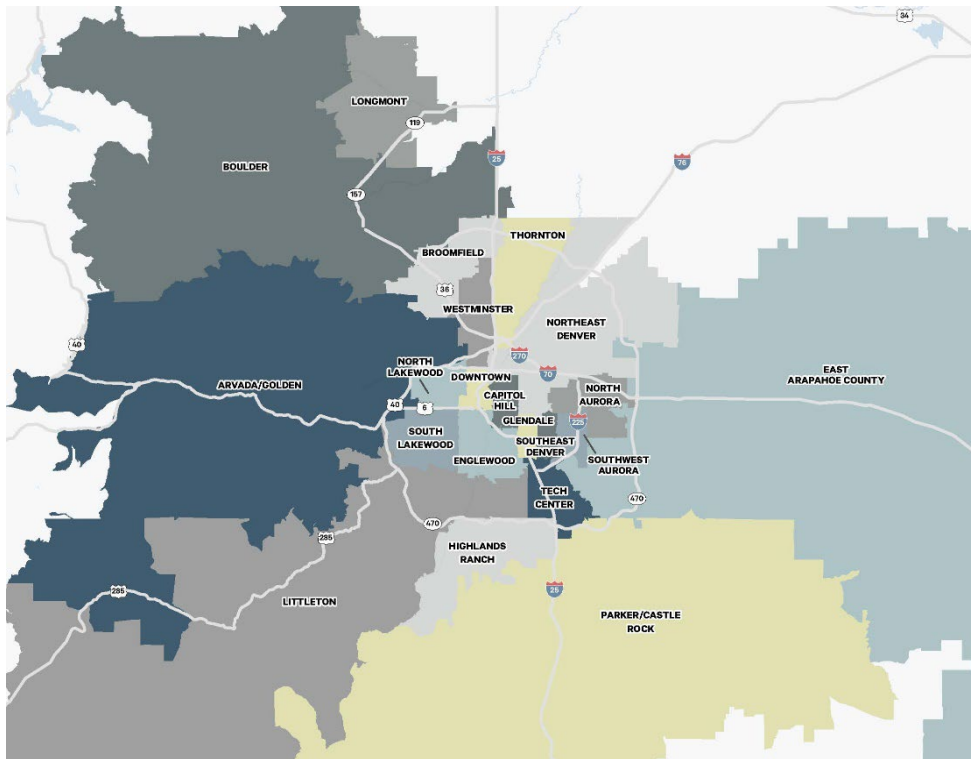 34
LONGMONT
119
25
76
BOULDER
157
THORNTON
BROOMFIELD
36
WESTMINSTER
NORTHEAST
DENVER
40
270
NORTH
LAKEWOOD
DOWNTOWN
70
EAST
ARAPAHOE COUNTY
ARVADA/GOLDEN
CAPITOL
HILL
NORTH
AURORA
40
6
GLENDALE
225
SOUTH
LAKEWOOD
SOUTHEAST
DENVER
ENGLEWOOD
SOUTHWEST
AURORA
TECH
CENTER
470
470
285
HIGHLANDS
RANCH
285
25
LITTLETON
PARKER/CASTLE
ROCK